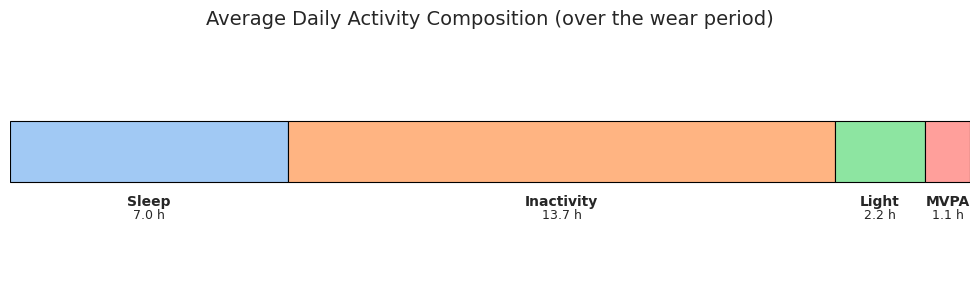 Average Daily Activity Composition (over the wear period)
Sleep
7.0 h
Inactivity
13.7 h
Light
2.2 h
MVPA
1.1 h